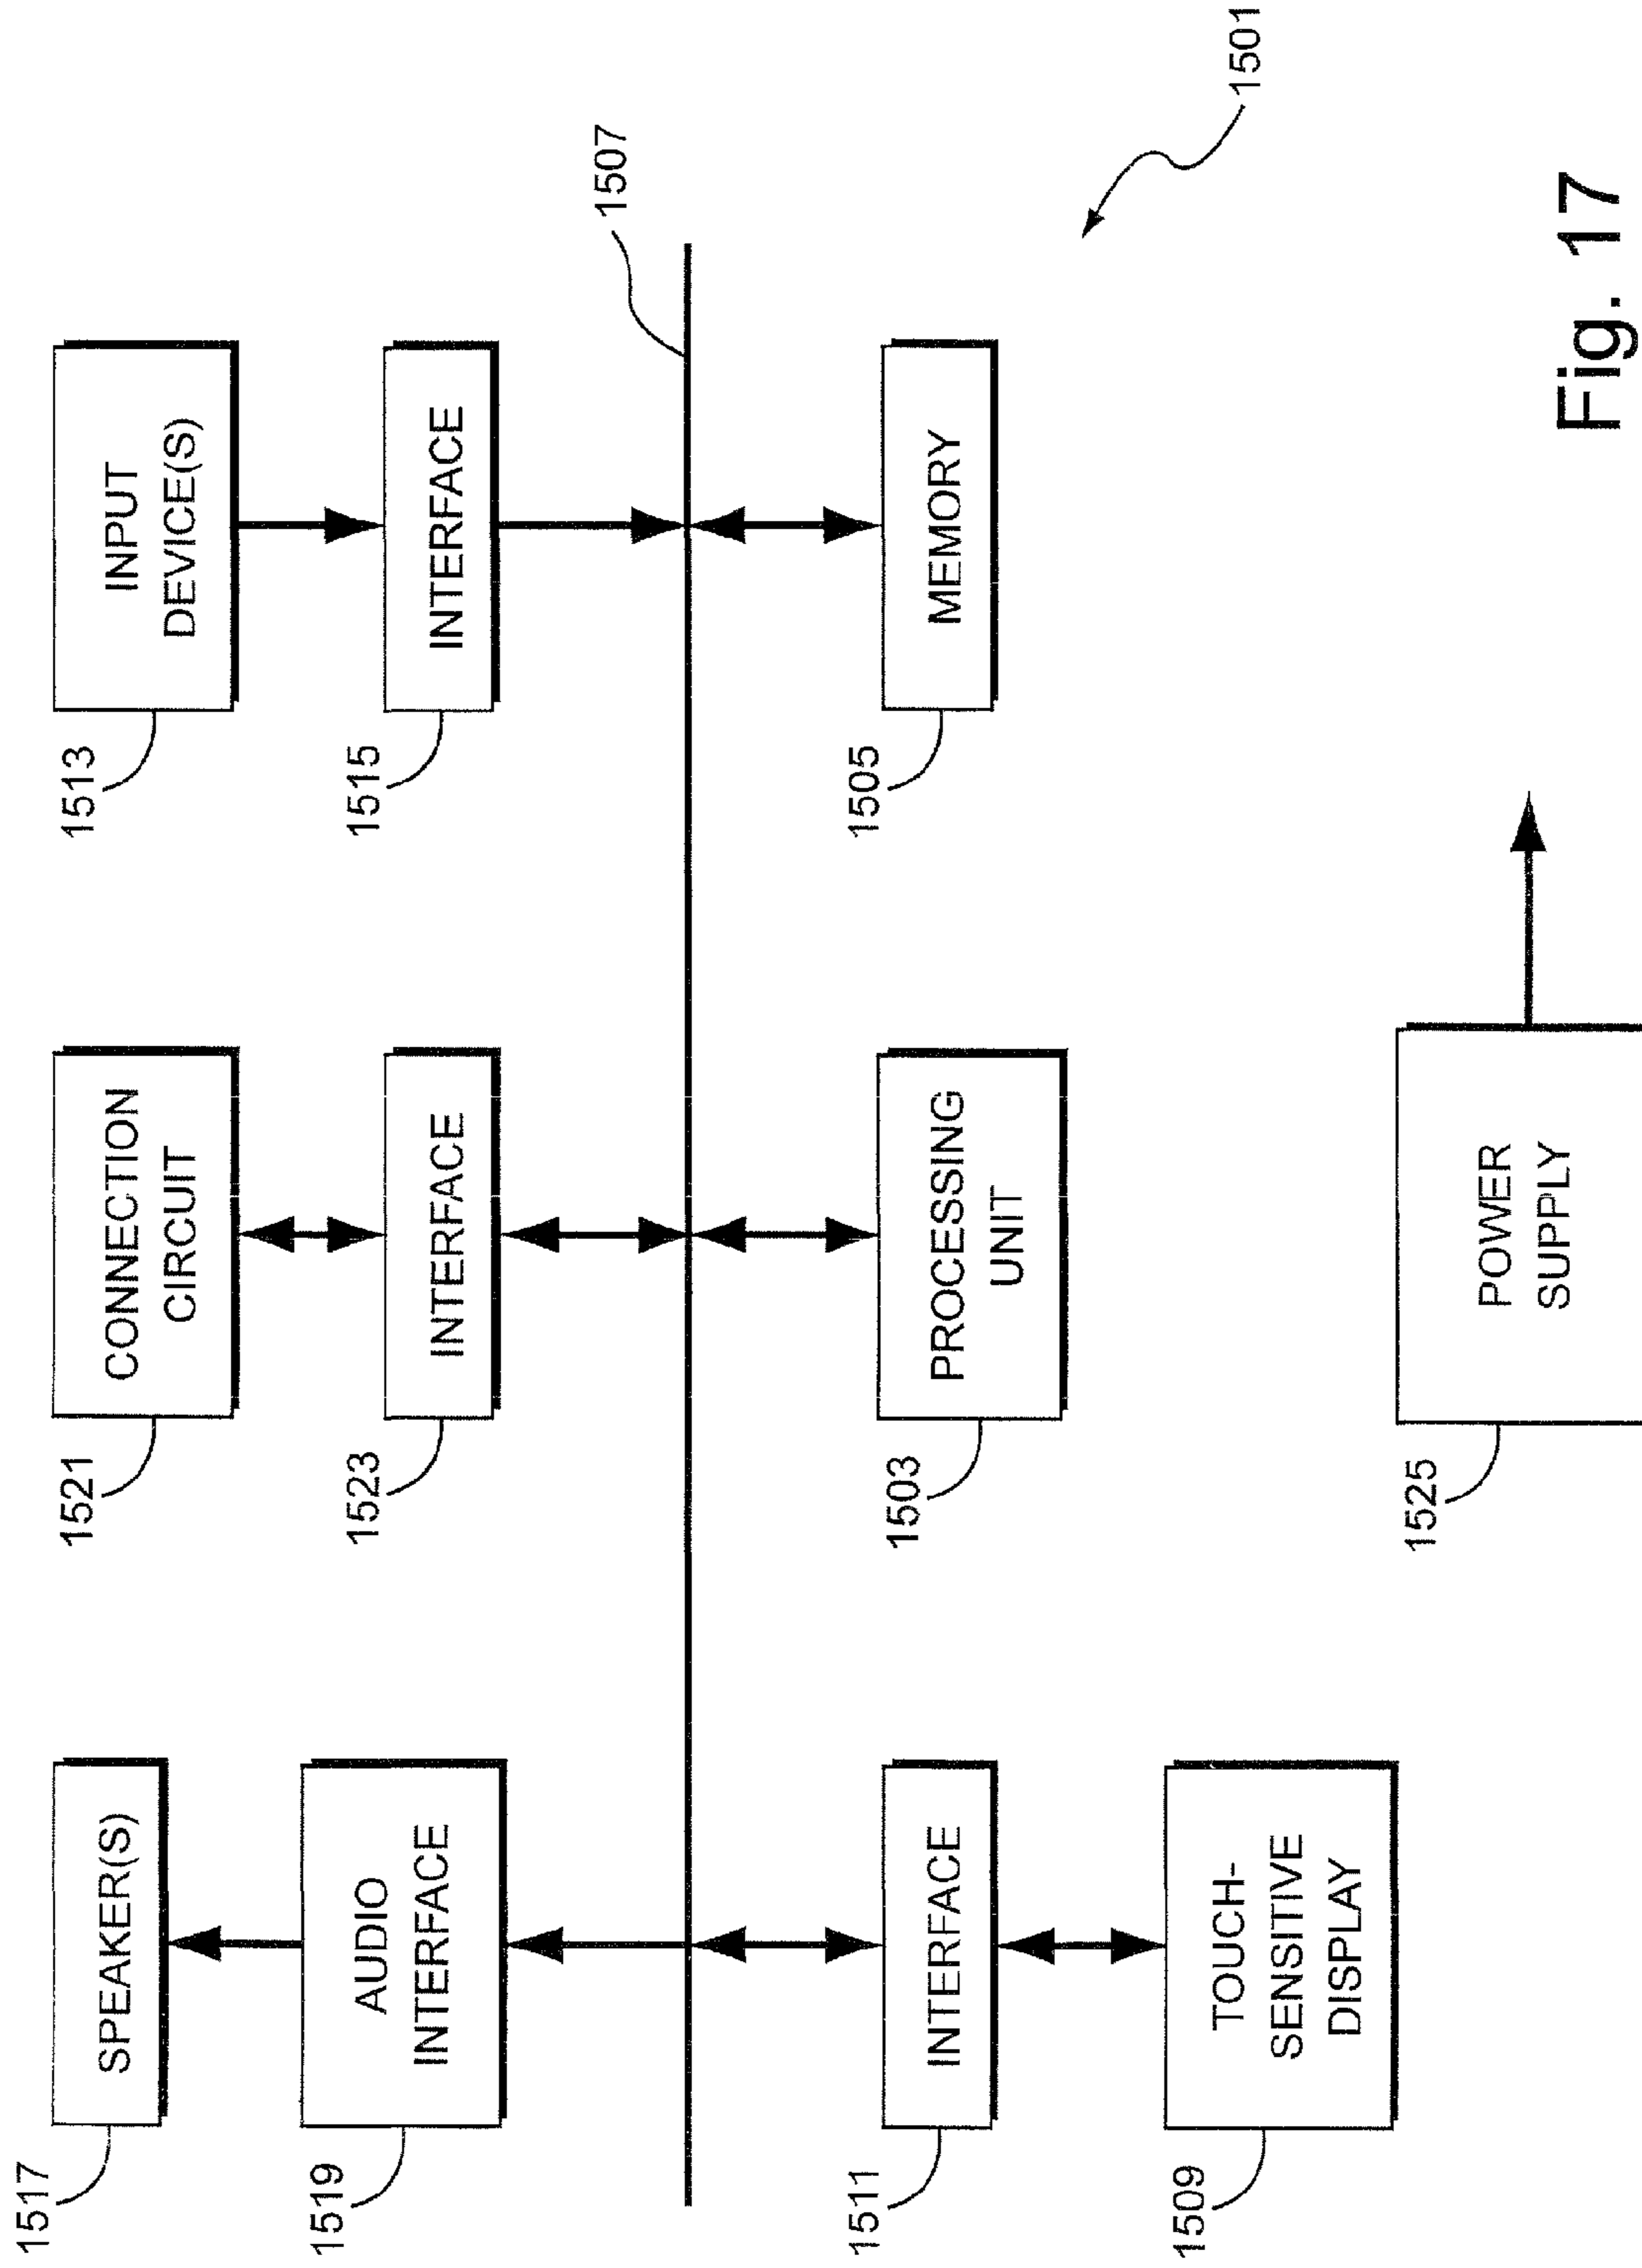 1517
SPEAKER(S)
1519
AUDIO
INTERFACE
1521
CONNECTION
CIRCUIT
1523
INTERFACE
1513
INPUT
DEVICE(S)
1515
INTERFACE
1507
1511
INTERFACE
1509
TOUCH-
SENSITIVE
DISPLAY
1503
PROCESSING
UNIT
1505
MEMORY
1501
1525
POWER
SUPPLY
Fig. 17